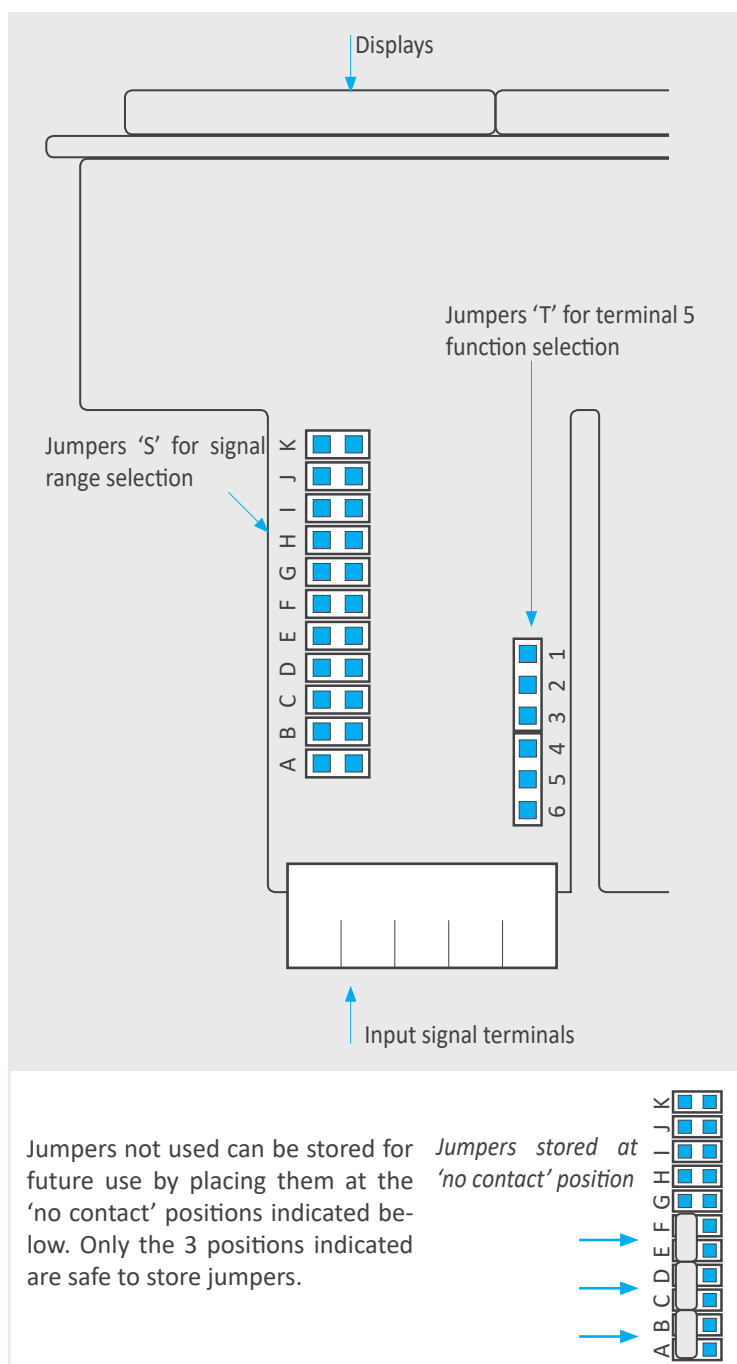 Displays
Jumpers ‘T’ for terminal 5
function selection
Jumpers ‘S’ for signal
range selection
K
J
I
H
G
F
E
D
C
B
A
1
2
3
4
5
6
Input signal terminals
Jumpers not used can be stored for
future use by placing them at the
‘no contact’ positions indicated be-
low. Only the 3 positions indicated
are safe to store jumpers.
Jumpers stored at
‘no contact’ position
K
J
I
H
G
F
E
D
C
B
A